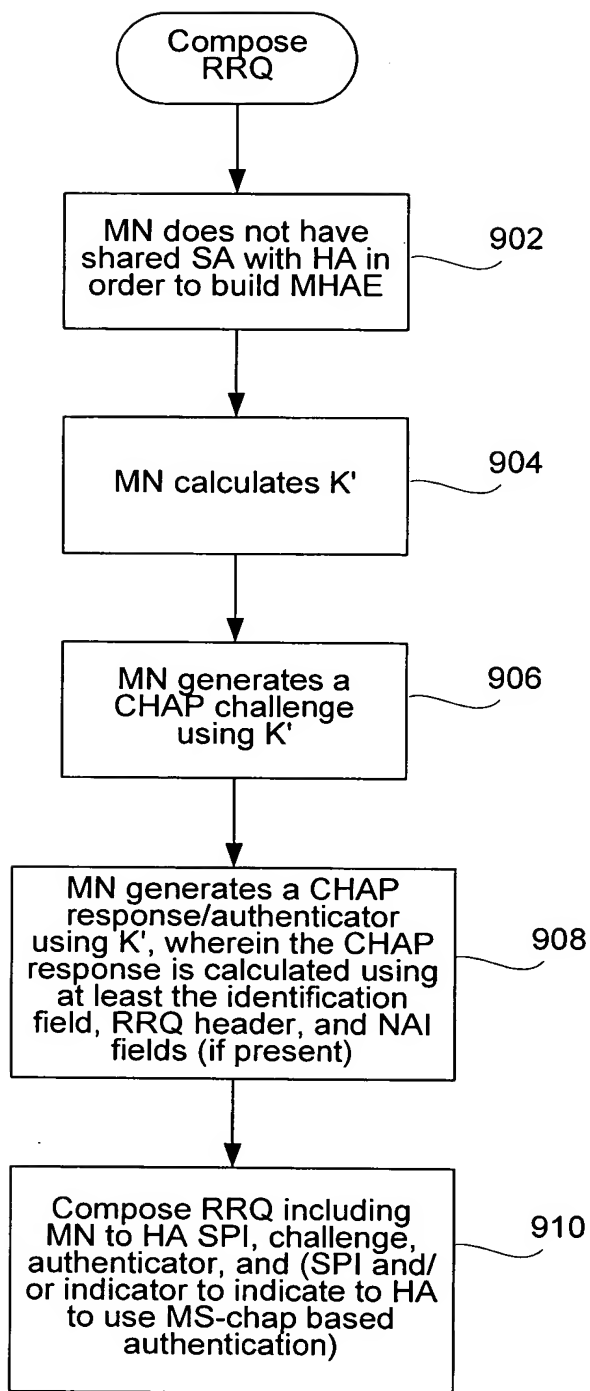 Compose
RRQ
MN does not have
shared SA with HA in
order to build MHAE
902
MN calculates K'
904
MN generates a
CHAP challenge
using K'
906
MN generates a CHAP
response/authenticator
using K', wherein the CHAP
response is calculated using
at least the identification
field, RRQ header, and NAI
fields (if present)
908
Compose RRQ including
MN to HA SPI, challenge,
authenticator, and (SPI and/
or indicator to indicate to HA
to use MS-chap based
authentication)
910